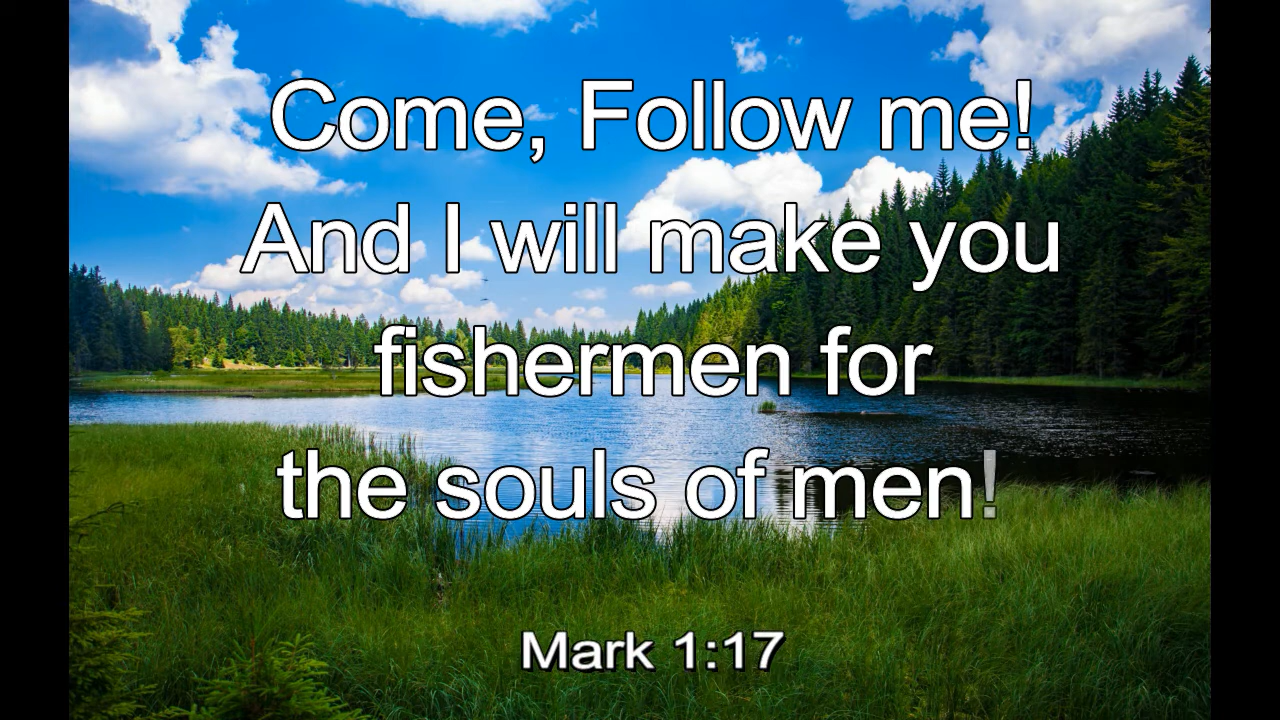 Come, Follow me!
And I will make you
fishermen for
the souls of men!
Mark 1:17